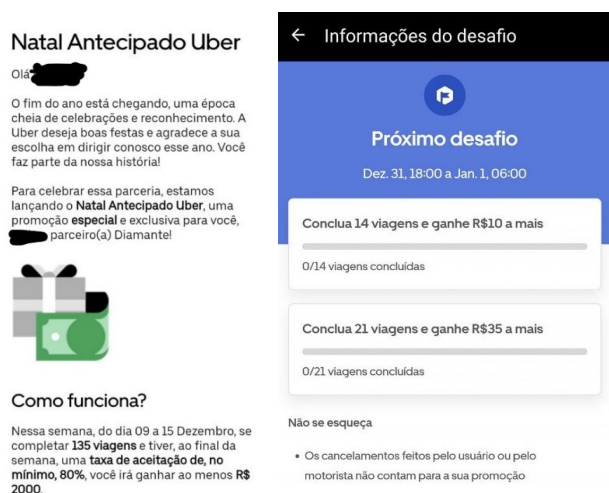 Natal Antecipado Uber
Olá
O fim do ano está chegando, uma época
cheia de celebrações e reconhecimento. A
Uber deseja boas festas e agradece a sua
escolha em dirigir conosco esse ano. Você
faz parte da nossa história!
Para celebrar essa parceria, estamos
lançando o Natal Antecipado Uber, uma
promoção especial e exclusiva para você,
parceiro(a) Diamante!
Como funciona?
Nessa semana, do dia 09 a 15 Dezembro, se
completar 135 viagens e tiver, ao final da
semana, uma taxa de aceitação de, no
mínimo, 80%, você irá ganhar ao menos R$
2000.
Informações do desafio
Próximo desafio
Dez. 31, 18:00 a Jan. 1, 06:00
Conclua 14 viagens e ganhe R$10 a mais
0/14 viagens concluídas
Conclua 21 viagens e ganhe R$35 a mais
0/21 viagens concluídas
Não se esqueça
• Os cancelamentos feitos pelo usuário ou pelo
motorista não contam para a sua promoção